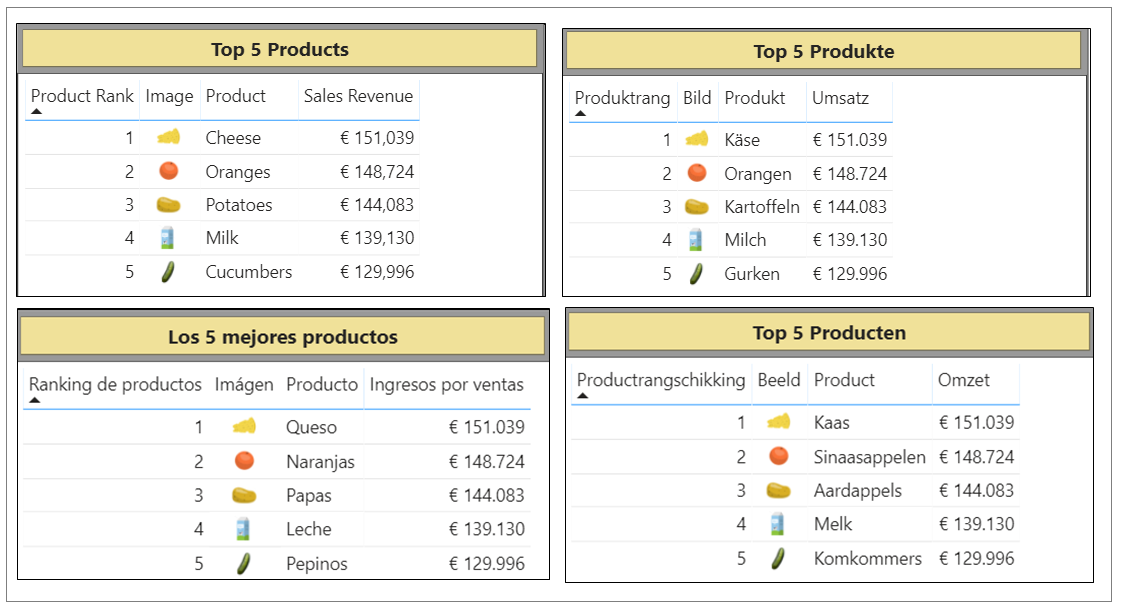 Top 5 Products
Product Rank Image Product Sales Revenue
1 Cheese € 151,039
2 Oranges € 148,724
3 Potatoes € 144,083
4 Milk € 139,130
5 Cucumbers € 129,996
Top 5 Produkte
Produktrang Bild Produkt Umsatz
1 Käse € 151.039
2 Orangen € 148.724
3 Kartoffeln € 144.083
4 Milch € 139.130
5 Gurken € 129.996
Los 5 mejores productos
Ranking de productos Imágen Producto Ingresos por ventas
1 Queso € 151.039
2 Naranjas € 148.724
3 Papas € 144.083
4 Leche € 139.130
5 Pepinos € 129.996
Top 5 Producten
Productrangschikking Beeld Product Omzet
1 Kaas € 151.039
2 Sinaasappelen € 148.724
3 Aardappels € 144.083
4 Melk € 139.130
5 Komkommers € 129.996